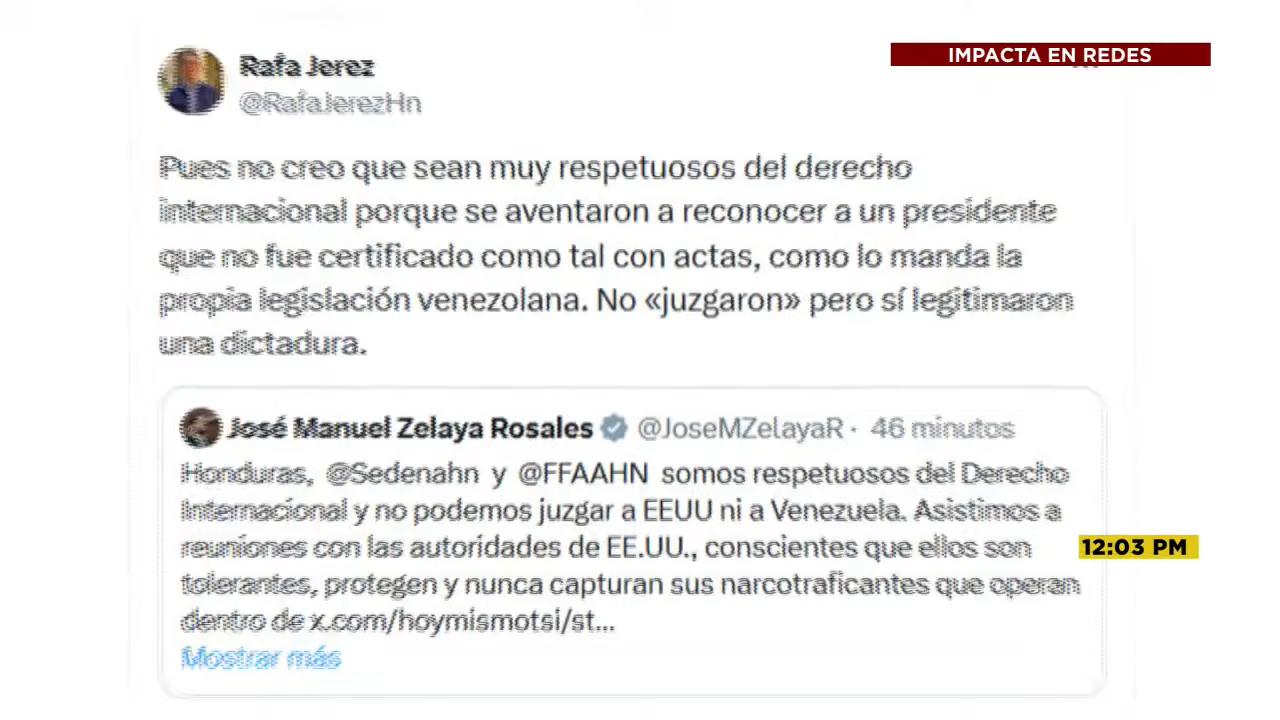 IMPACTA EN REDES
Rafa Jerez
@RafaJerezHn
Pues no creo que sean muy respetuosos del derecho
internacional porque se aventaron a reconocer a un presidente
que no fue certificado como tal con actas, como lo manda la
propia legislación venezolana. No «juzgaron» pero sí legitimaron
una dictadura.
José Manuel Zelaya Rosales @JoseMZelayaR · 46 minutos
Honduras, @Sedenahn y @FFAAHN somos respetuosos del Derecho
Internacional y no podemos juzgar a EEUU ni a Venezuela. Asistimos a
reuniones con las autoridades de EE.UU., conscientes que ellos son
tolerantes, protegen y nunca capturan sus narcotraficantes que operan
dentro de x.com/hoymismotsi/st...
Mostrar más
12:03 PM